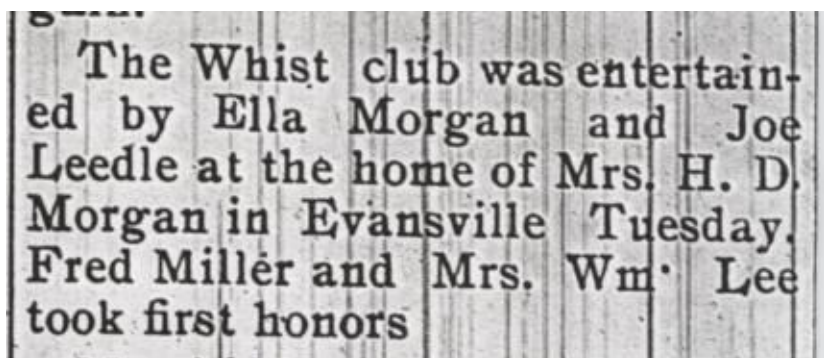 The Whist club was entertain-
ed by Ella Morgan and Joe
Leedle at the home of Mrs. H. D.
Morgan in Evansville Tuesday.
Fred Miller and Mrs. Wm. Lee
took first honors